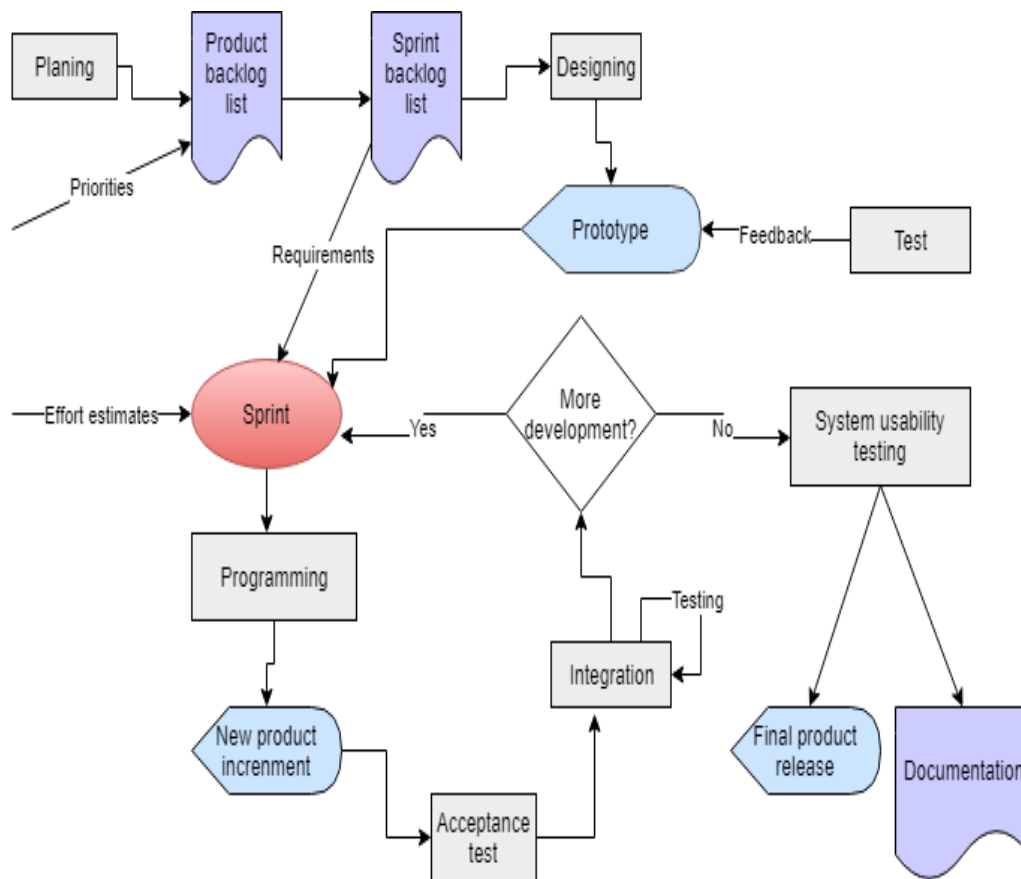 Planing
Product
backlog
list
Sprint
backlog
list
Designing
Priorities
Requirements
Prototype
Feedback
Test
Effort estimates
Sprint
Yes
More
development?
No
System usability
testing
Programming
Testing
Integration
New product
increnment
Final product
release
Documentation
Acceptance
test